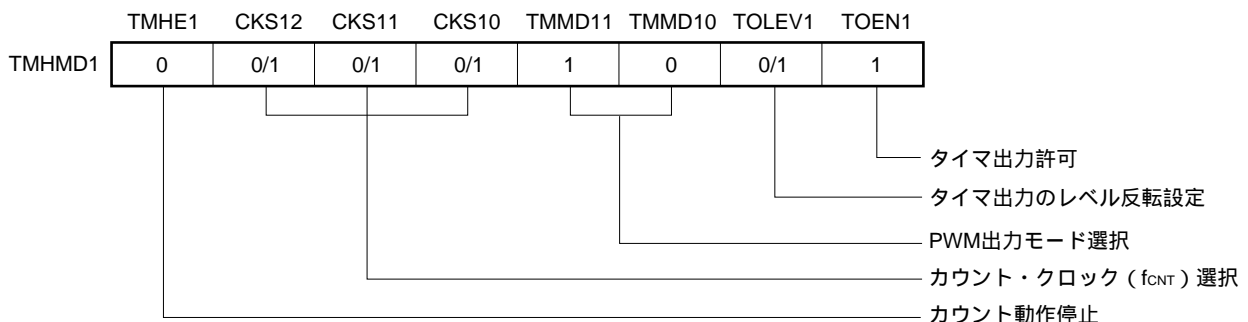 TMHE1 CKS12 CKS11 CKS10 TMMD11 TMMD10 TOLEV1 TOEN1
TMHMD1 0 0/1 0/1 0/1 1 0 0/1 1
タイマ出力許可
タイマ出力のレベル反転設定
PWM出力モード選択
カウント・クロック(fCNT)選択
カウント動作停止